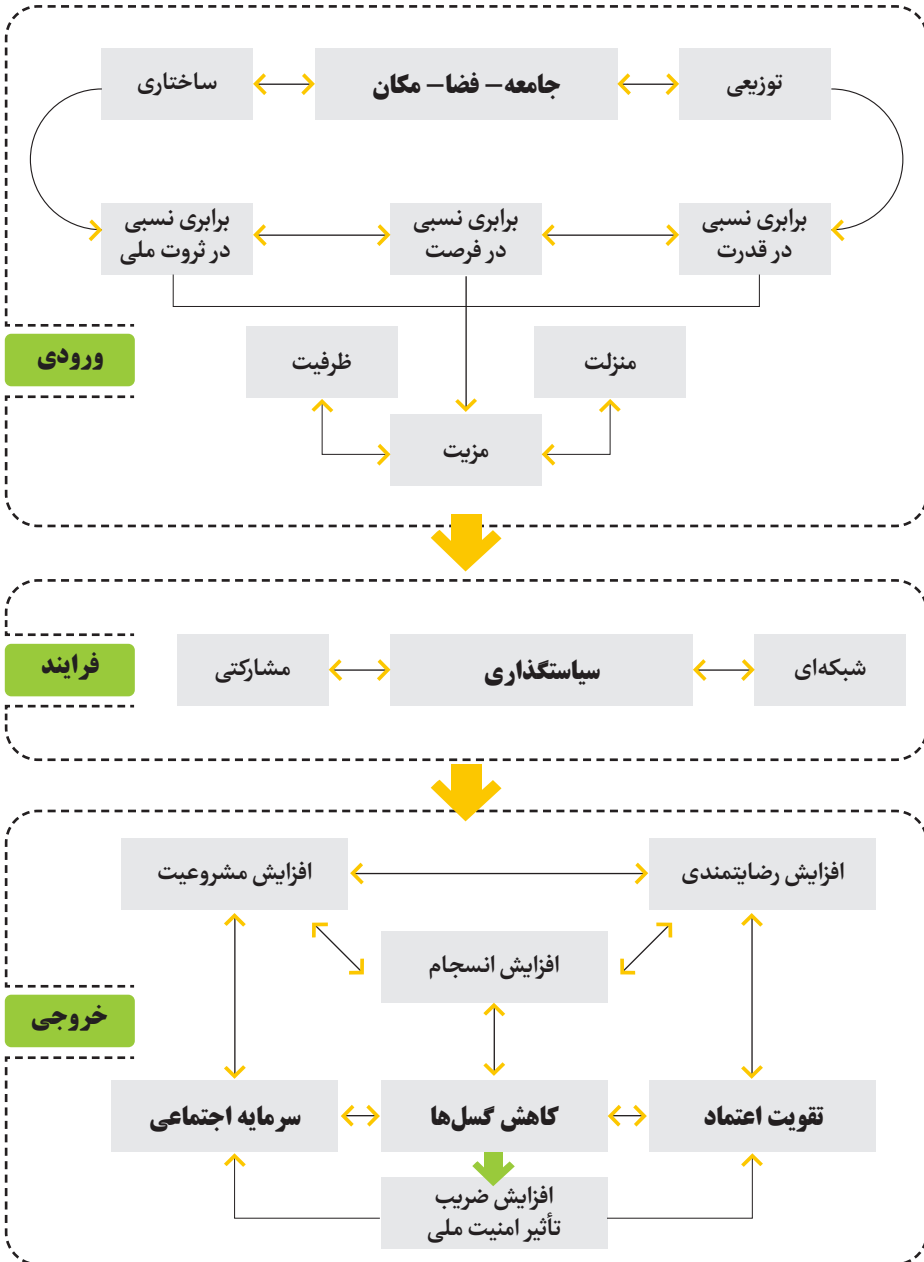 توزیعی
جامعه- فضا- مکان
ساختاری
برابری نسبی
در قدرت
برابری نسبی
در فرصت
برابری نسبی
در ثروت ملی
ورودی
منزلت
ظرفیت
مزیت
فرایند
شبکه‌ای
سیاستگذاری
مشارکتی
افزایش رضایتمندی
افزایش مشروعیت
افزایش انسجام
خروجی
تقویت اعتماد
کاهش گسل‌ها
سرمایه اجتماعی
افزایش ضریب
تأثیر امنیت ملی